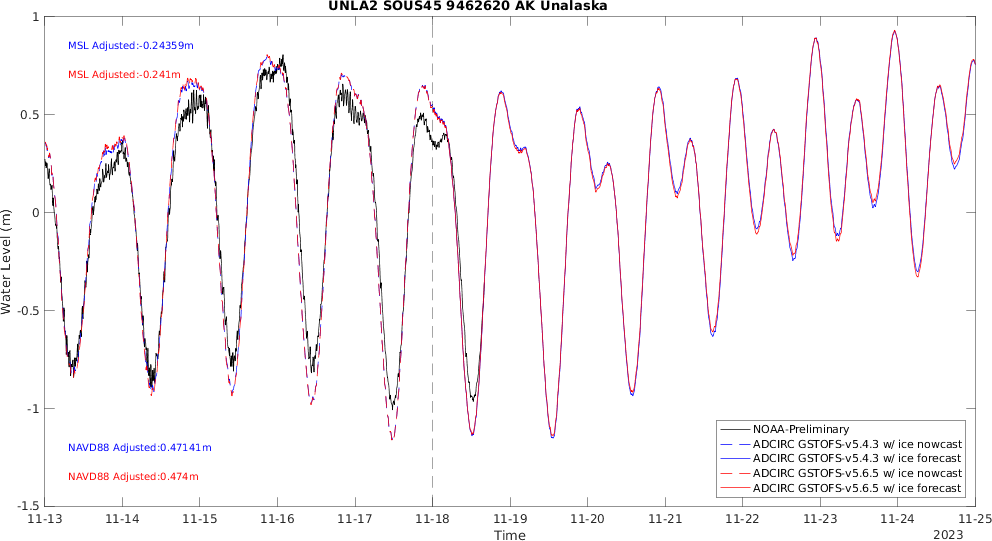 UNLA2 SOUS45 9462620 AK Unalaska
1
0.5
0
-0.5
-1
-1.5
Water Level (m)
MSL Adjusted:-0.24359m
MSL Adjusted:-0.241m
NAVD88 Adjusted:0.47141m
NAVD88 Adjusted:0.474m
NOAA-Preliminary
ADCIRC GSTOFS-v5.4.3 w/ ice nowcast
ADCIRC GSTOFS-v5.4.3 w/ ice forecast
ADCIRC GSTOFS-v5.6.5 w/ ice nowcast
ADCIRC GSTOFS-v5.6.5 w/ ice forecast
11-13 11-14 11-15 11-16 11-17 11-18 11-19 11-20 11-21 11-22 11-23 11-24 11-25
Time
2023